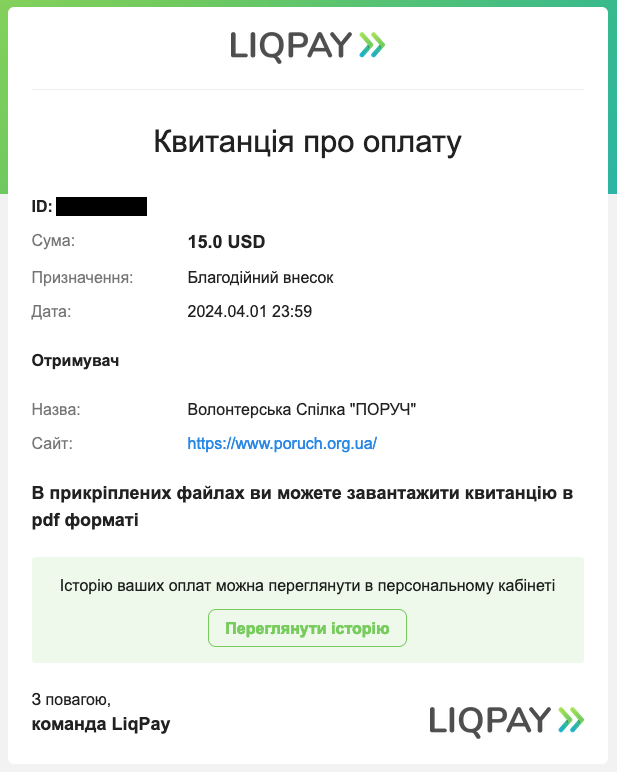 LIQPAY
Квитанція про оплату
ID:
Сума: 15.0 USD
Призначення: Благодійний внесок
Дата: 2024.04.01 23:59
Отримувач
Назва: Волонтерська Спілка "ПОРУЧ"
Сайт: https://www.poruch.org.ua/
В прикріплених файлах ви можете завантажити квитанцію в
pdf форматі
Історію ваших оплат можна переглянути в персональному кабінеті
Переглянути історію
З повагою,
команда LiqPay
LIQPAY